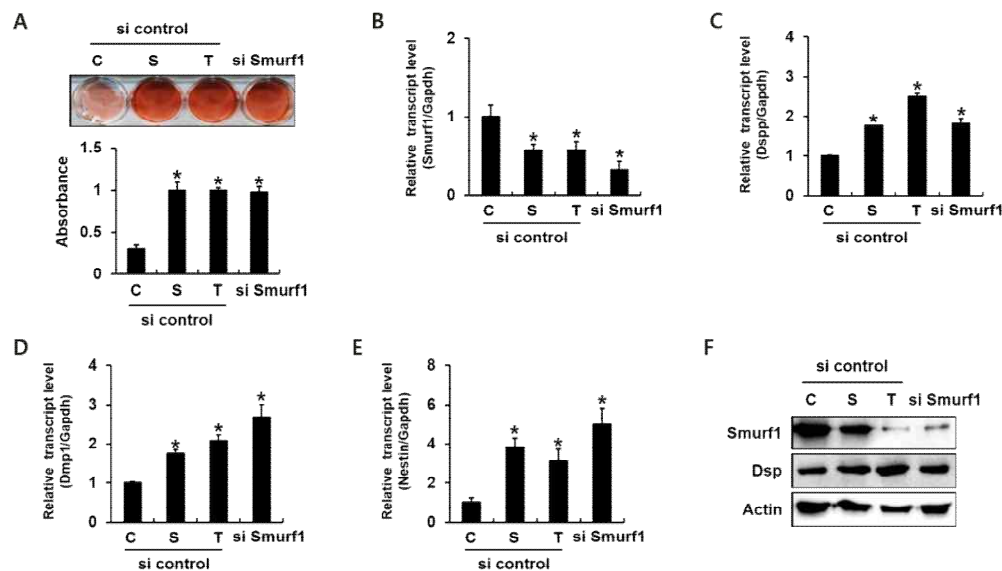 A
si control
C S T si Smurf1
1.5
1
0.5
0
Absorbance
* * *
C S T si Smurf1
si control
B
Relative transcript level
(Smurf1/Gapdh)
2
1
0
* * *
C S T si Smurf1
si control
C
Relative transcript level
(Dspp/Gapdh)
4
3
2
1
0
* * *
C S T si Smurf1
si control
D
Relative transcript level
(Dmp1/Gapdh)
4
3
2
1
0
* * *
C S T si Smurf1
si control
E
Relative transcript level
(Nestin/Gapdh)
8
6
4
2
0
* * *
C S T si Smurf1
si control
F
si control
C S T si Smurf1
Smurf1
Dsp
Actin